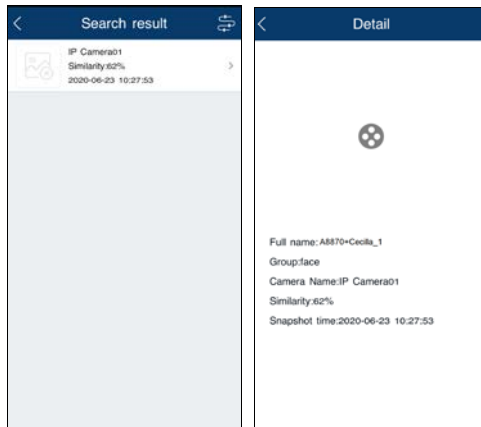 Search result
IP Camera01
Similarity:62%
2020-06-23 10:27:53
Detail
Full name:A8870+Cecilia_1
Group:face
Camera Name:IP Camera01
Similarity:62%
Snapshot time:2020-06-23 10:27:53